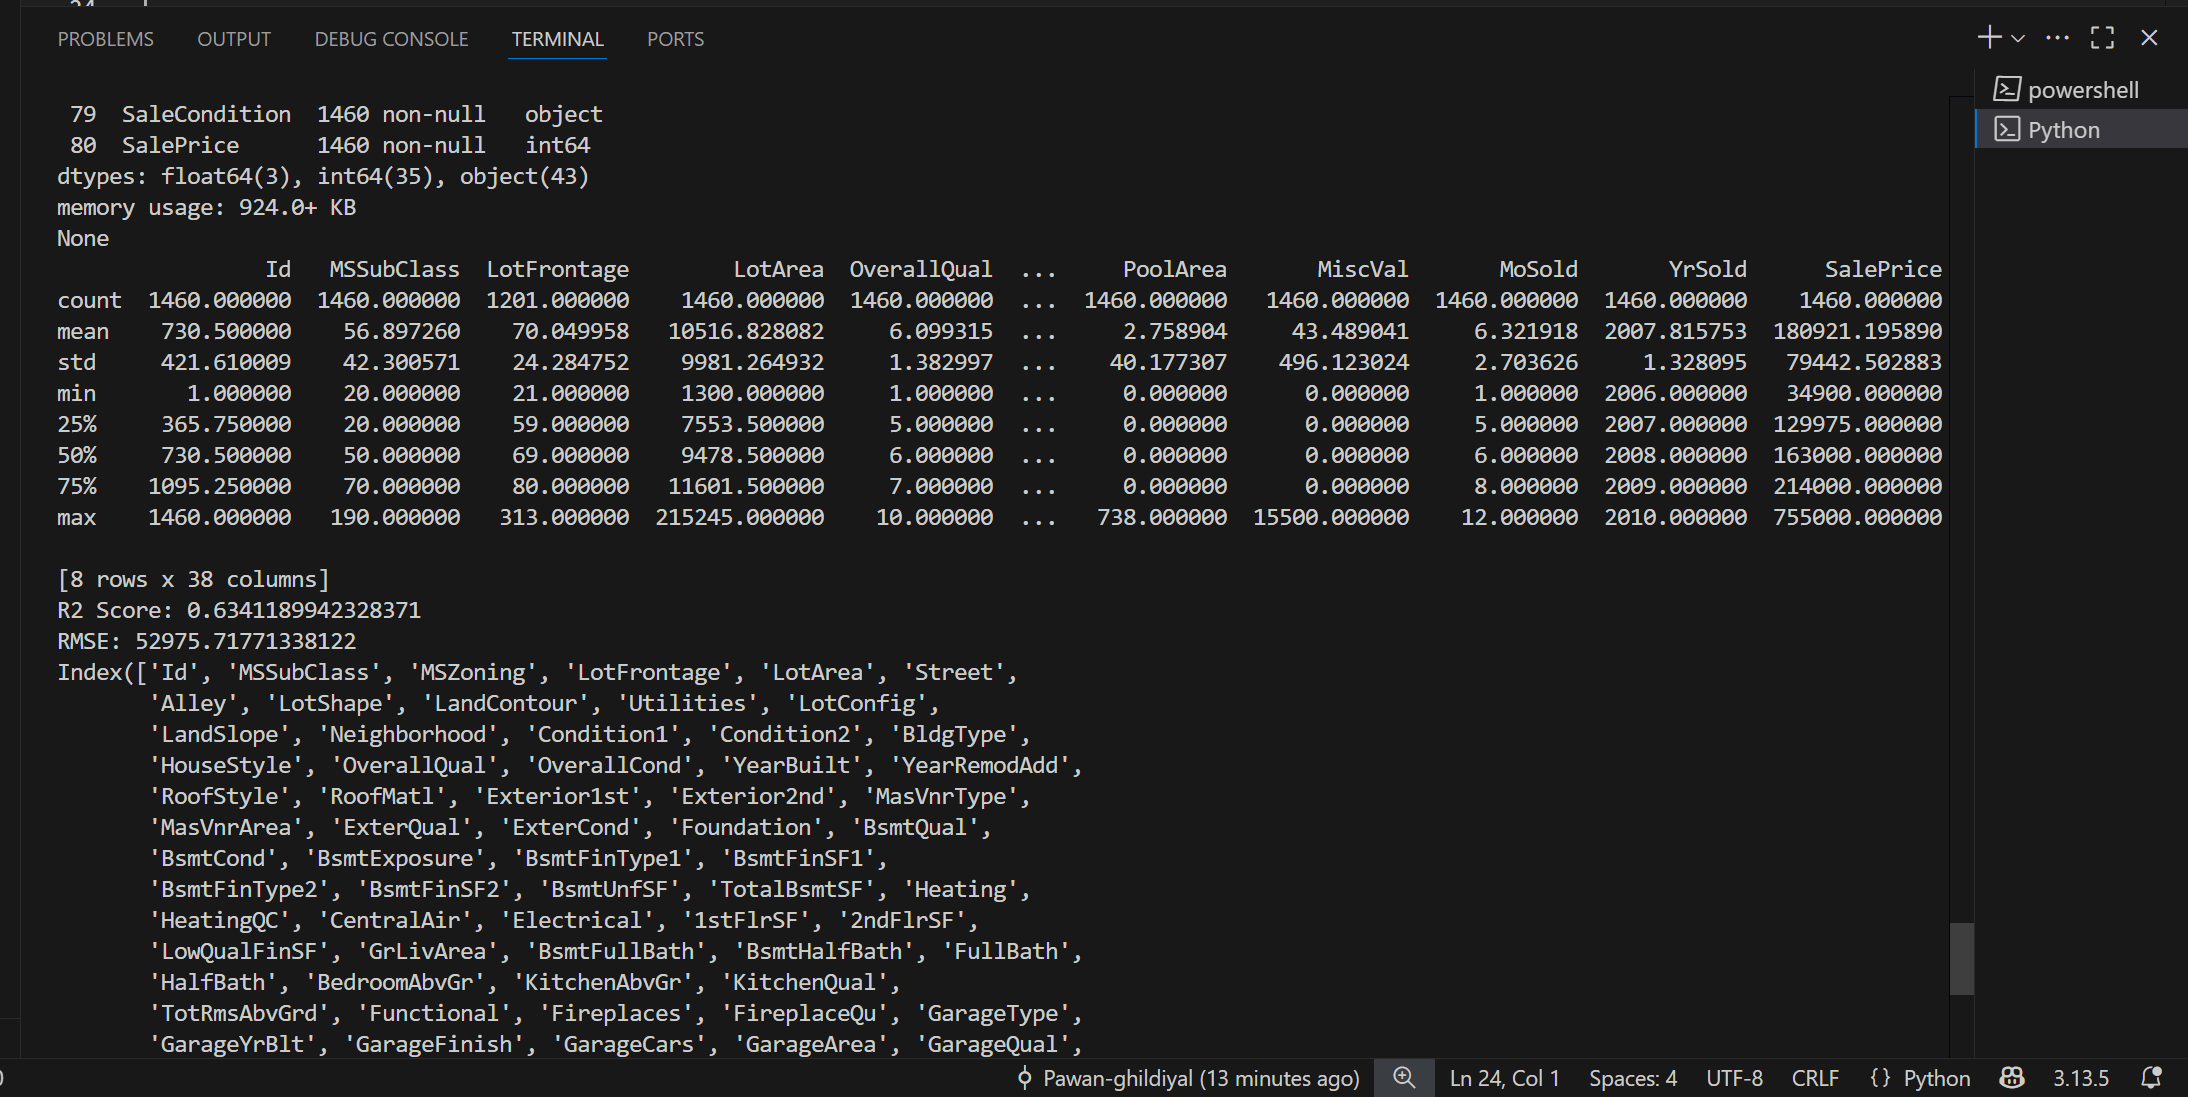 PROBLEMS OUTPUT DEBUG CONSOLE TERMINAL PORTS
powershell
Python
79 SaleCondition 1460 non-null object
80 SalePrice 1460 non-null int64
dtypes: float64(3), int64(35), object(43)
memory usage: 924.0+ KB
None
Id MSSubClass LotFrontage LotArea OverallQual ... PoolArea MiscVal MoSold YrSold SalePrice
count 1460.000000 1460.000000 1201.000000 1460.000000 1460.000000 ... 1460.000000 1460.000000 1460.000000 1460.000000 1460.000000
mean 730.500000 56.897260 70.049958 10516.828082 6.099315 ... 2.758904 43.489041 6.321918 2007.815753 180921.195890
std 421.610009 42.300571 24.284752 9981.264932 1.382997 ... 40.177307 496.123024 2.703626 1.328095 79442.502883
min 1.000000 20.000000 21.000000 1300.000000 1.000000 ... 0.000000 0.000000 1.000000 2006.000000 34900.000000
25% 365.750000 20.000000 59.000000 7553.500000 5.000000 ... 0.000000 0.000000 5.000000 2007.000000 129975.000000
50% 730.500000 50.000000 69.000000 9478.500000 6.000000 ... 0.000000 0.000000 6.000000 2008.000000 163000.000000
75% 1095.250000 70.000000 80.000000 11601.500000 7.000000 ... 0.000000 0.000000 8.000000 2009.000000 214000.000000
max 1460.000000 190.000000 313.000000 215245.000000 10.000000 ... 738.000000 15500.000000 12.000000 2010.000000 755000.000000
[8 rows x 38 columns]
R2 Score: 0.6341189942328371
RMSE: 52975.71771338122
Index(['Id', 'MSSubClass', 'MSZoning', 'LotFrontage', 'LotArea', 'Street',
'Alley', 'LotShape', 'LandContour', 'Utilities', 'LotConfig',
'LandSlope', 'Neighborhood', 'Condition1', 'Condition2', 'BldgType',
'HouseStyle', 'OverallQual', 'OverallCond', 'YearBuilt', 'YearRemodAdd',
'RoofStyle', 'RoofMatl', 'Exterior1st', 'Exterior2nd', 'MasVnrType',
'MasVnrArea', 'ExterQual', 'ExterCond', 'Foundation', 'BsmtQual',
'BsmtCond', 'BsmtExposure', 'BsmtFinType1', 'BsmtFinSF1',
'BsmtFinType2', 'BsmtFinSF2', 'BsmtUnfSF', 'TotalBsmtSF', 'Heating',
'HeatingQC', 'CentralAir', 'Electrical', '1stFlrSF', '2ndFlrSF',
'LowQualFinSF', 'GrLivArea', 'BsmtFullBath', 'BsmtHalfBath', 'FullBath',
'HalfBath', 'BedroomAbvGr', 'KitchenAbvGr', 'KitchenQual',
'TotRmsAbvGrd', 'Functional', 'Fireplaces', 'FireplaceQu', 'GarageType',
'GarageYrBlt', 'GarageFinish', 'GarageCars', 'GarageArea', 'GarageQual',
Pawan-ghildiyal (13 minutes ago) Ln 24, Col 1 Spaces: 4 UTF-8 CRLF {} Python 3.13.5